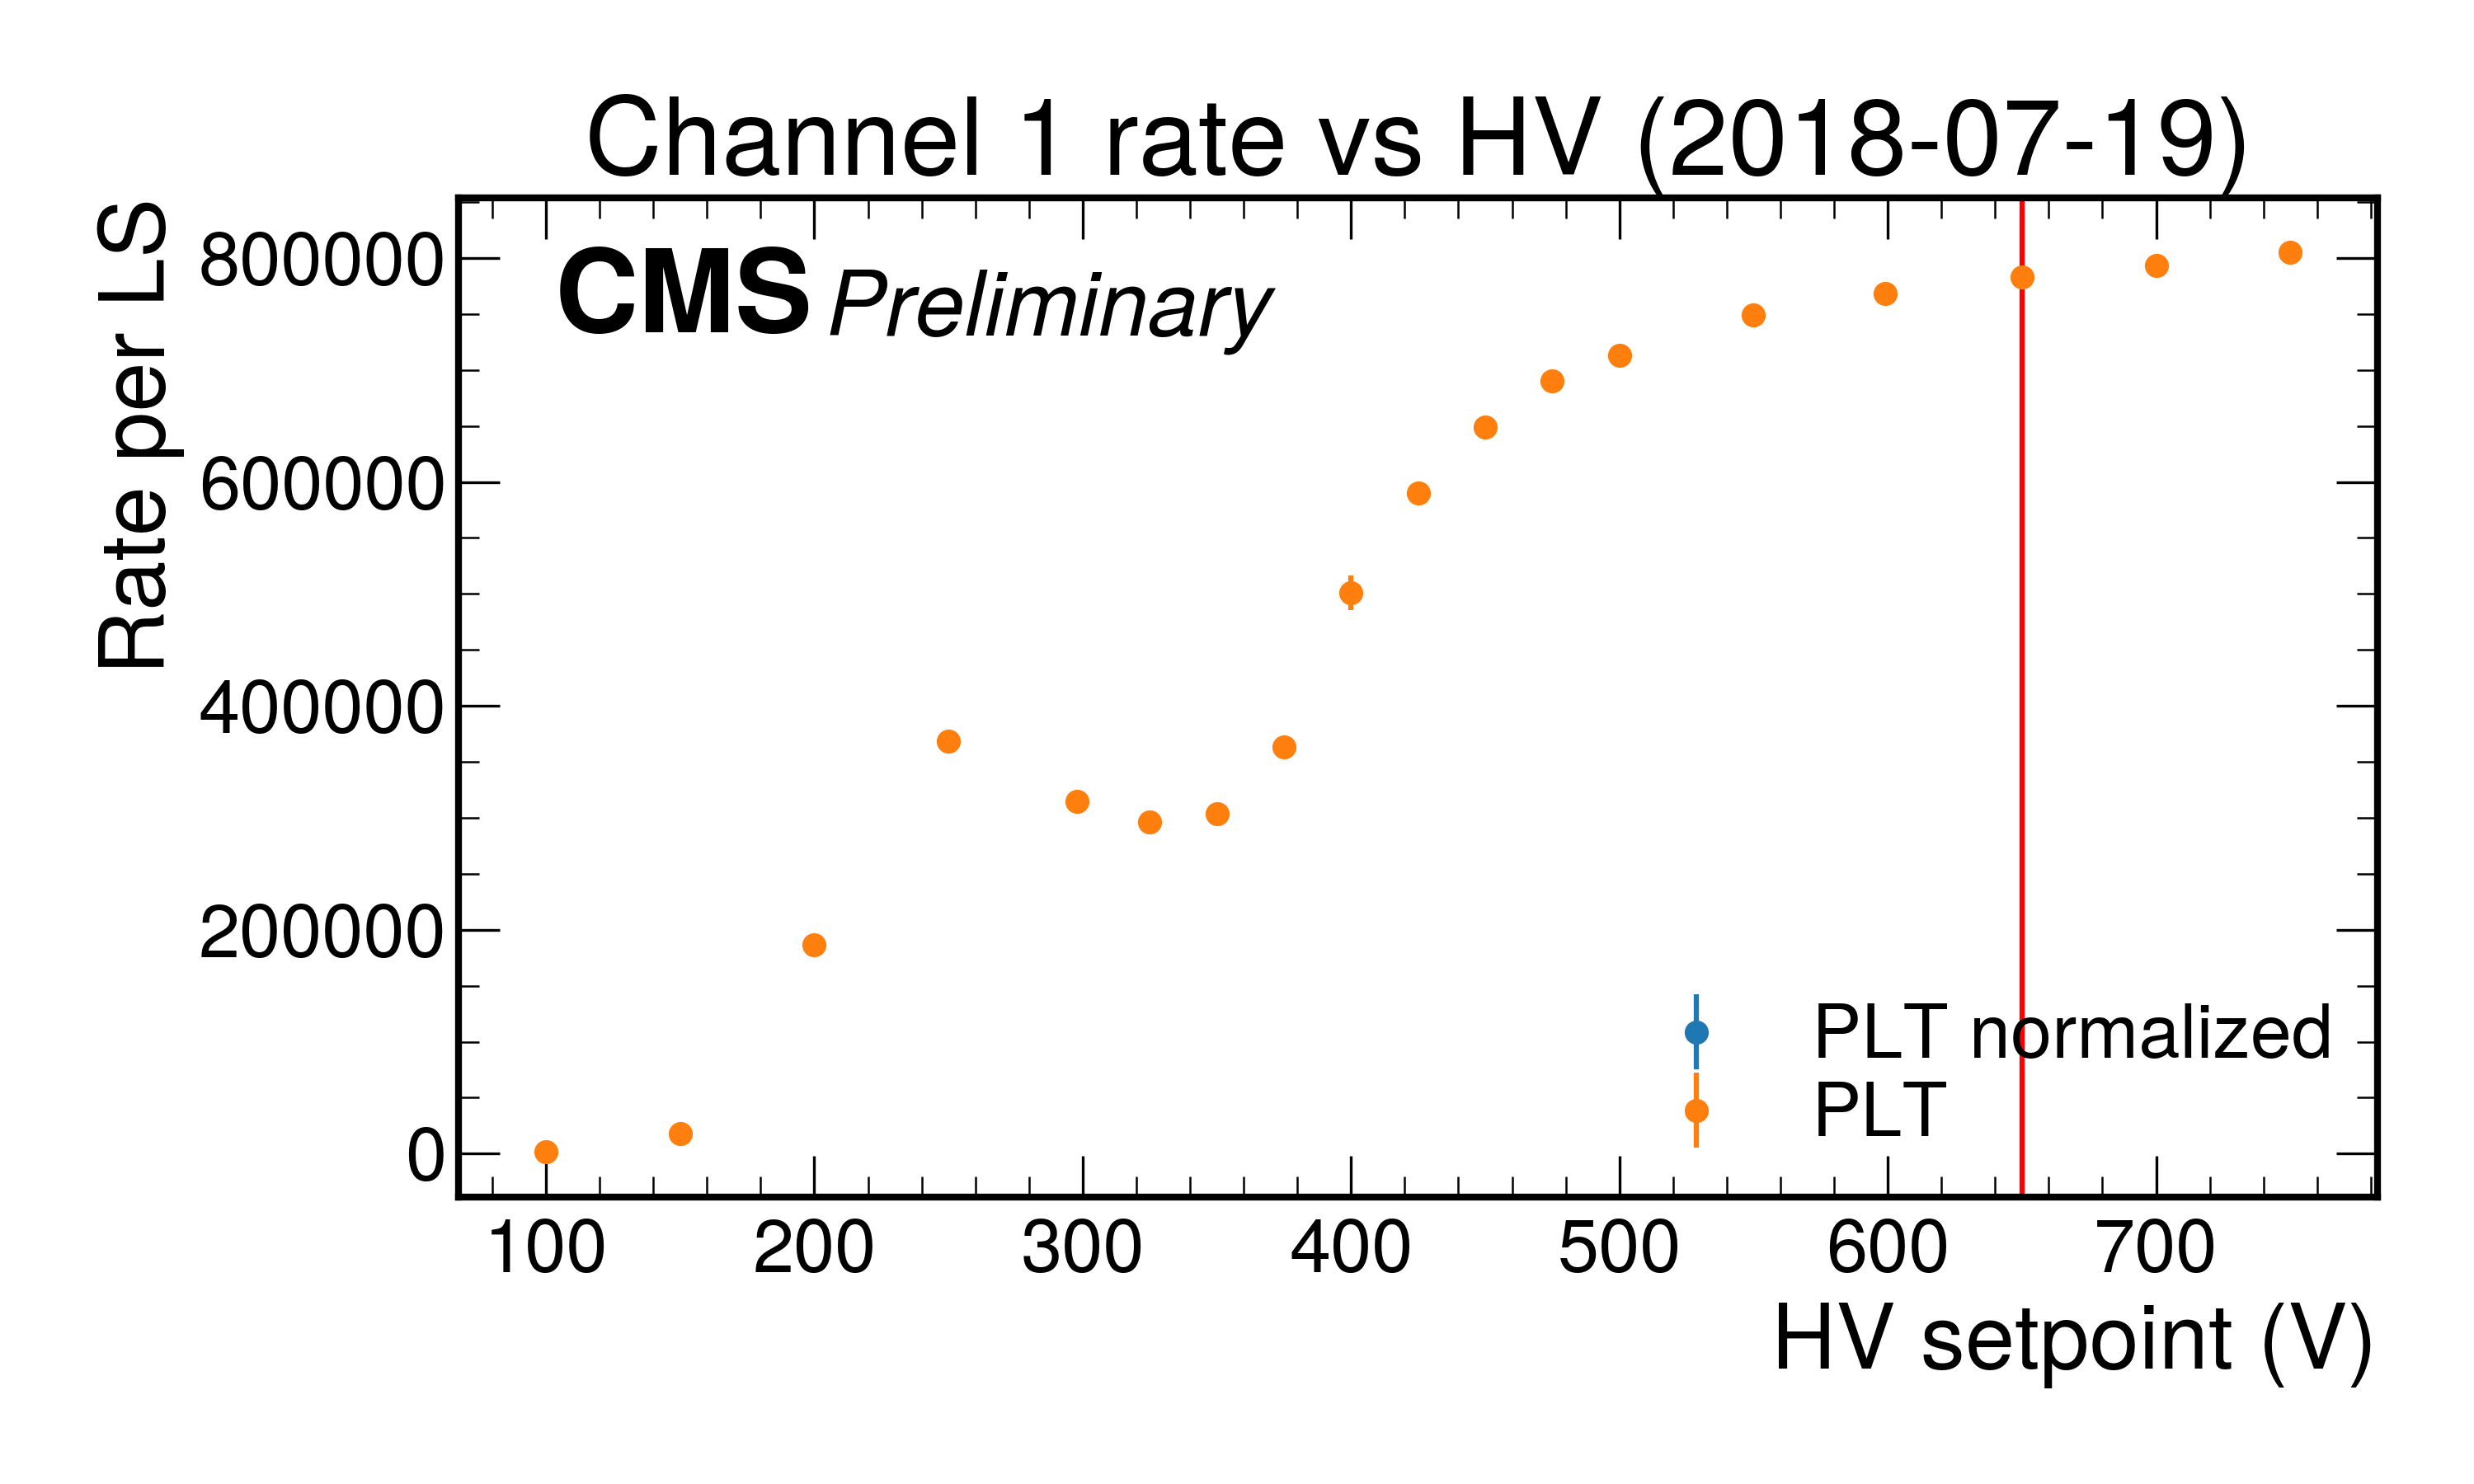 Channel 1 rate vs HV (2018-07-19)
CMS Preliminary
Rate per LS
800000
600000
400000
200000
0
PLT normalized
PLT
100 200 300 400 500 600 700
HV setpoint (V)